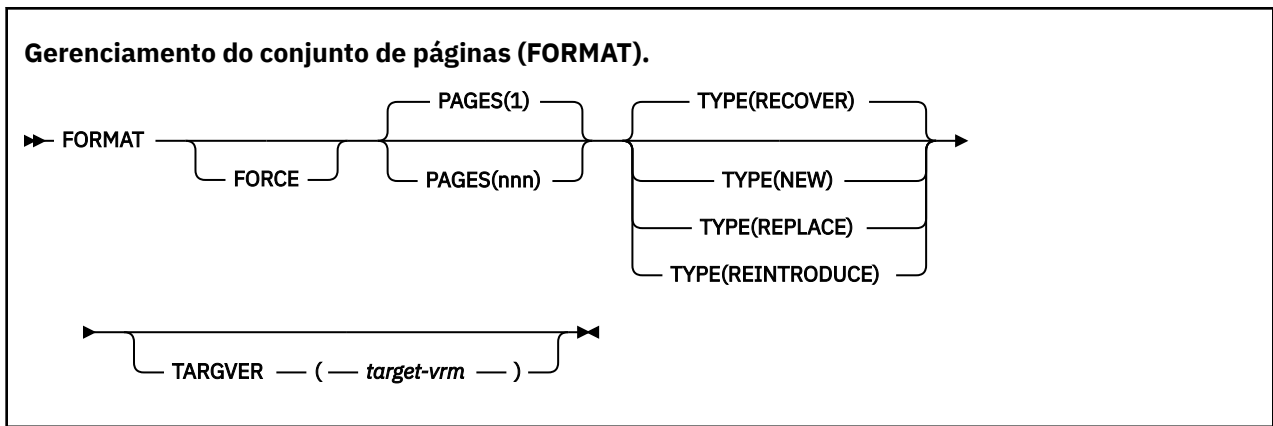 Gerenciamento do conjunto de páginas (FORMAT).
PAGES(1) TYPE(RECOVER)
FORMAT
FORCE PAGES(nnn) TYPE(NEW)
TYPE(REPLACE)
TYPE(REINTRODUCE)
TARGVER ( target-vrm )